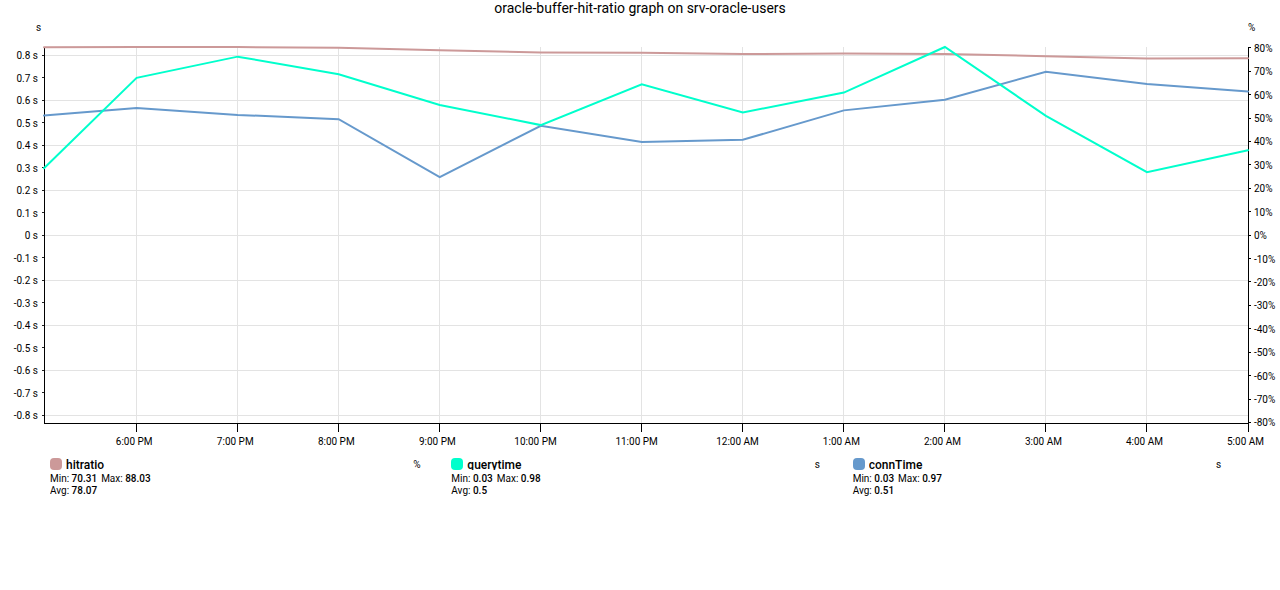 oracle-buffer-hit-ratio graph on srv-oracle-users
s %
0.8 s 80%
0.7 s 70%
0.6 s 60%
0.5 s 50%
0.4 s 40%
0.3 s 30%
0.2 s 20%
0.1 s 10%
0 s 0%
-0.1 s -10%
-0.2 s -20%
-0.3 s -30%
-0.4 s -40%
-0.5 s -50%
-0.6 s -60%
-0.7 s -70%
-0.8 s -80%
6:00 PM 7:00 PM 8:00 PM 9:00 PM 10:00 PM 11:00 PM 12:00 AM 1:00 AM 2:00 AM 3:00 AM 4:00 AM 5:00 AM
hitratio % querytime s connTime s
Min: 70.31 Max: 88.03 Min: 0.03 Max: 0.98 Min: 0.03 Max: 0.97
Avg: 78.07 Avg: 0.5 Avg: 0.51